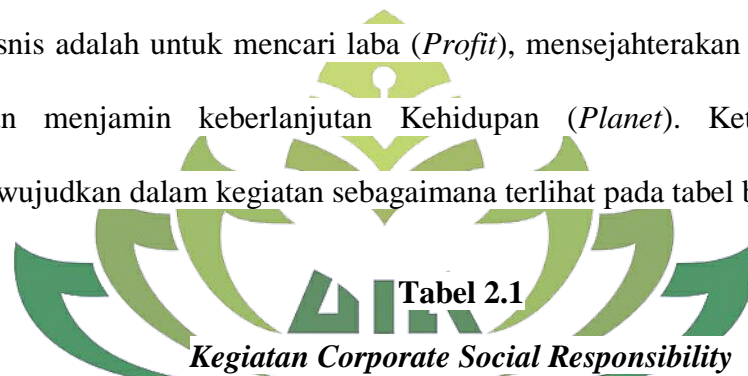 snis adalah untuk mencari laba (Profit), mensejahterakan
n menjamin keberlanjutan Kehidupan (Planet). Ket
wujudkan dalam kegiatan sebagaimana terlihat pada tabel b
Tabel 2.1
Kegiatan Corporate Social Responsibility